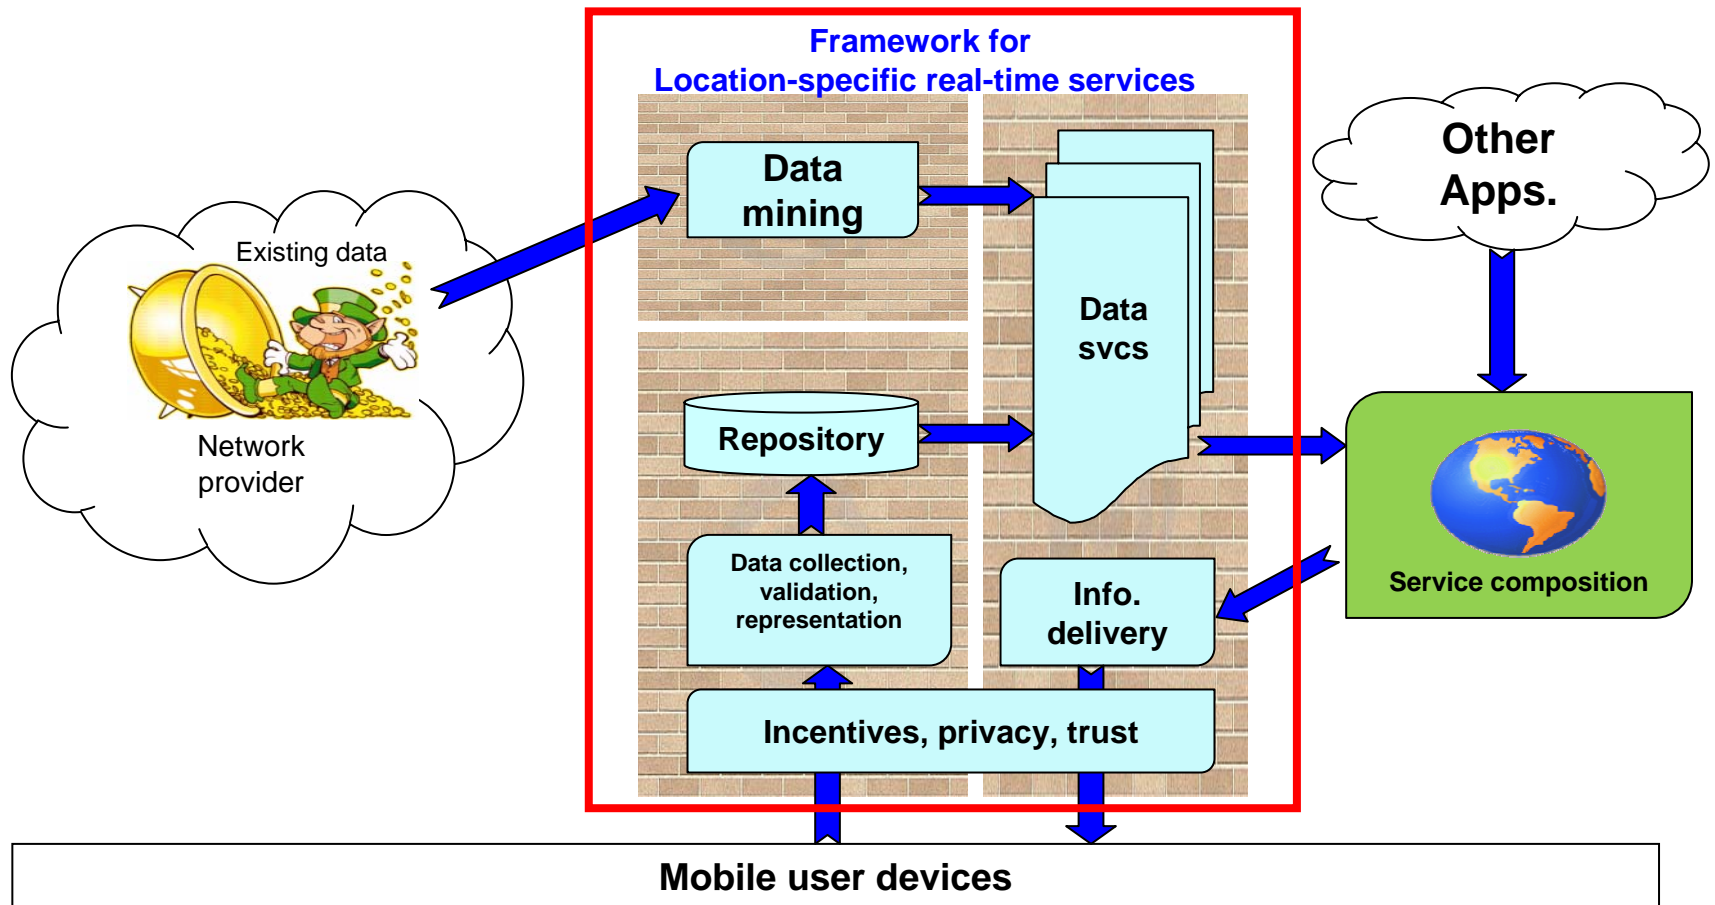 Framework for
Location-specific real-time services
Other
Apps.
Data
mining
Existing data
Data
svcs
Network
provider
Repository
Data collection,
validation,
representation
Info.
delivery
Service composition
Incentives, privacy, trust
Mobile user devices